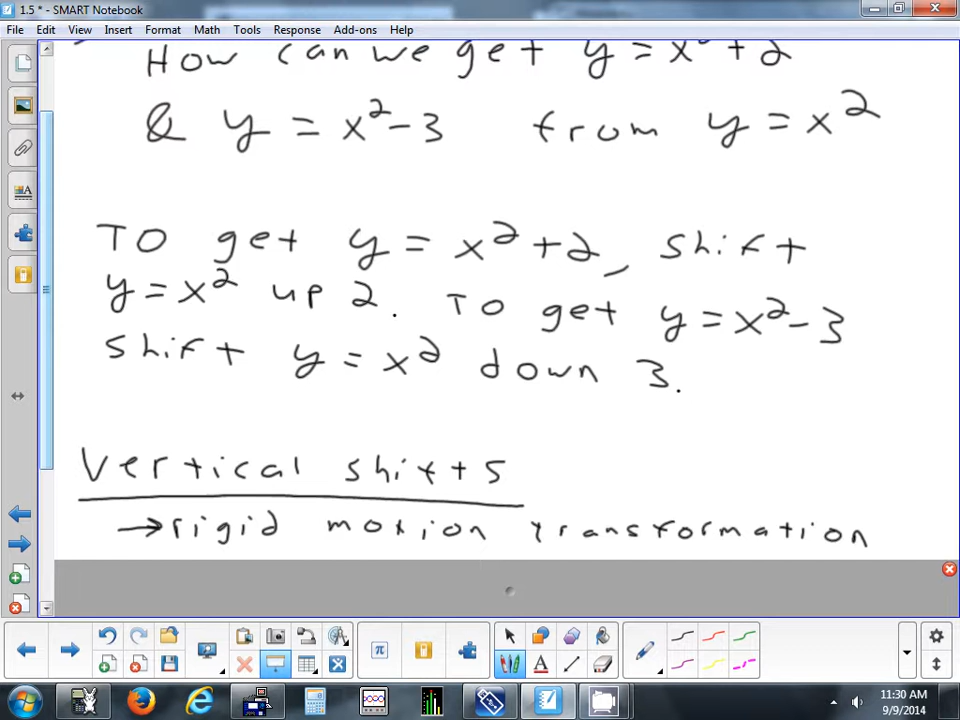 1.5 * - SMART Notebook
File Edit View Insert Format Math Tools Response Add-ons Help
How can we get y = x² + 2
& y = x² - 3 from y = x²
To get y = x² + 2, shift
y = x² up 2. To get y = x² - 3
shift y = x² down 3.
Vertical shifts
→ rigid motion transformation
11:30 AM
9/9/2014